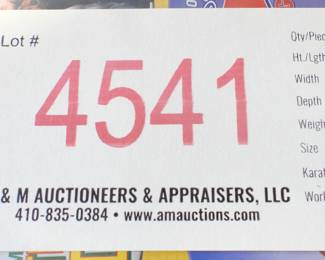 Lot #
4541
Qty/Piec
Ht./Lgth
Width
Depth
Weigh
Size
Karat
Work
& M AUCTIONEERS & APPRAISERS, LLC
410-835-0384 • www.amauctions.com